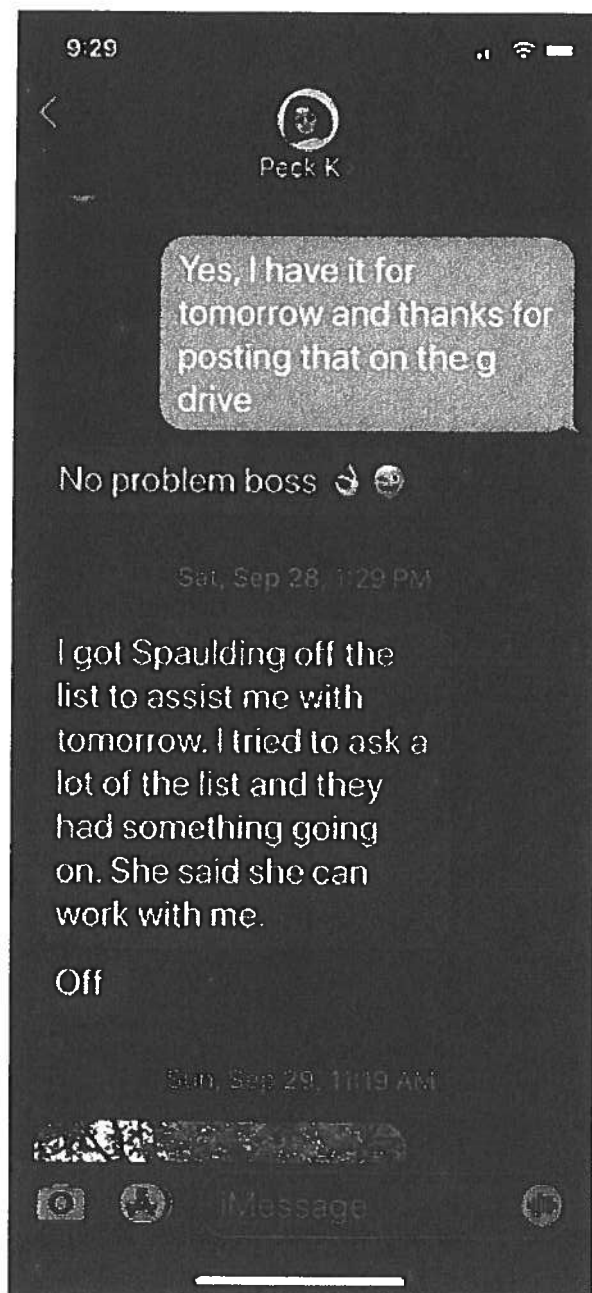 9:29
Peck K
Yes, I have it for
tomorrow and thanks for
posting that on the g
drive
No problem boss 👌
Sat, Sep 28, 1:29 PM
I got Spaulding off the
list to assist me with
tomorrow. I tried to ask a
lot of the list and they
had something going
on. She said she can
work with me.
Off
Sun, Sep 29, 11:19 AM
iMessage